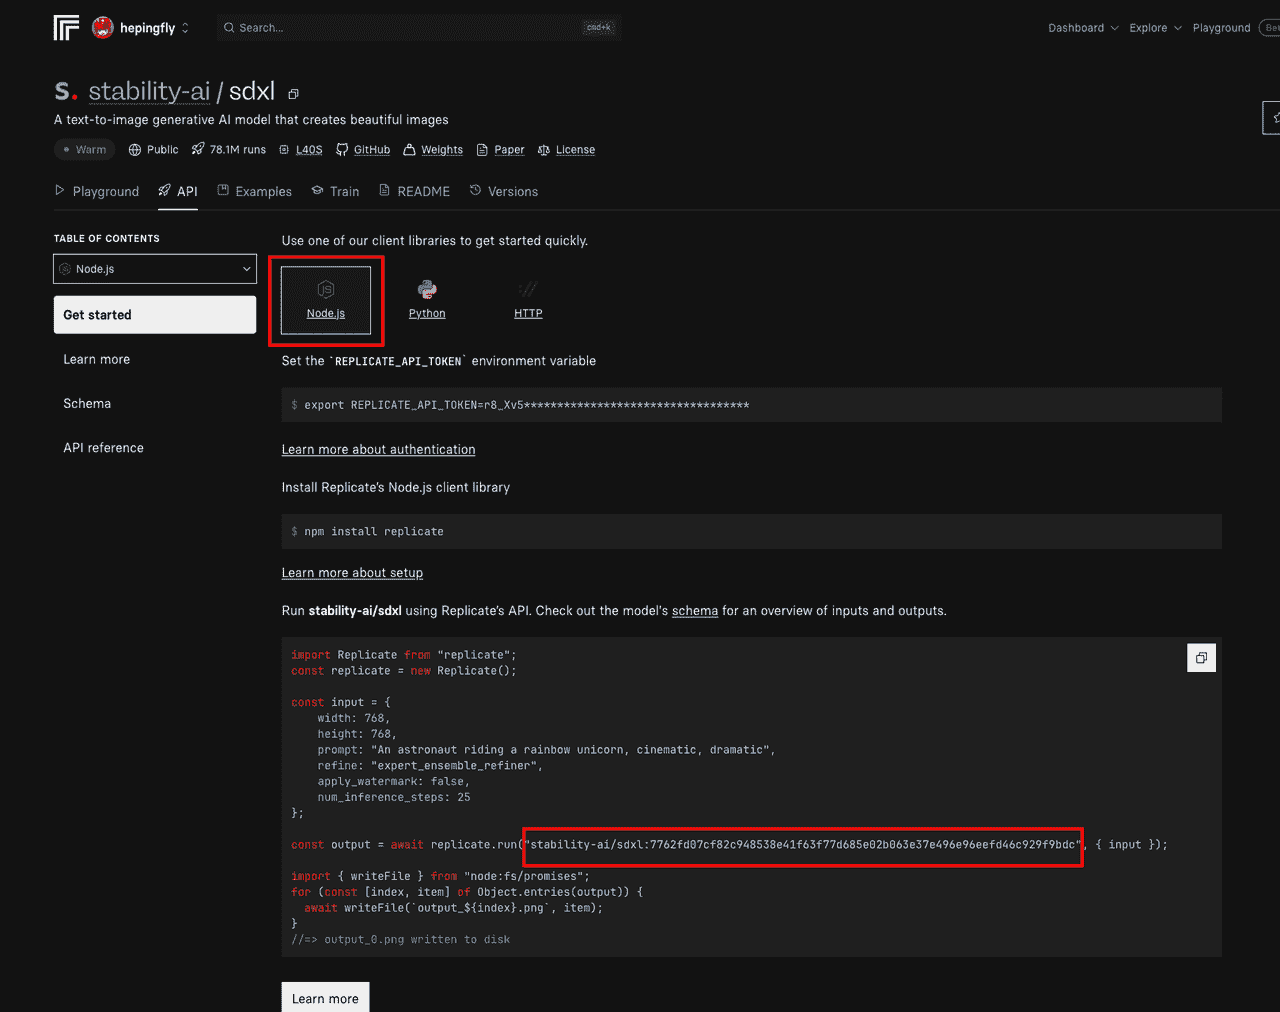 hepingfly
Search...
cmd+k
Dashboard
Explore
Playground
Bet
s. stability-ai / sdxl
A text-to-image generative AI model that creates beautiful images
Warm
Public
78.1M runs
L40S
GitHub
Weights
Paper
License
Playground
API
Examples
Train
README
Versions
TABLE OF CONTENTS
Node.js
Get started
Learn more
Schema
API reference
Use one of our client libraries to get started quickly.
Node.js
Python
HTTP
Set the `REPLICATE_API_TOKEN` environment variable
$ export REPLICATE_API_TOKEN=r8_Xv5**********************************
Learn more about authentication
Install Replicate's Node.js client library
$ npm install replicate
Learn more about setup
Run stability-ai/sdxl using Replicate's API. Check out the model's schema for an overview of inputs and outputs.
import Replicate from "replicate";
const replicate = new Replicate();
const input = {
width: 768,
height: 768,
prompt: "An astronaut riding a rainbow unicorn, cinematic, dramatic",
refine: "expert_ensemble_refiner",
apply_watermark: false,
num_inference_steps: 25
};
const output = await replicate.run("stability-ai/sdxl:7762fd07cf82c948538e41f63f77d685e02b063e37e496e96eefd46c929f9bdc", { input });
import { writeFile } from "node:fs/promises";
for (const [index, item] of Object.entries(output)) {
await writeFile(`output_${index}.png`, item);
}
//=> output_0.png written to disk
Learn more